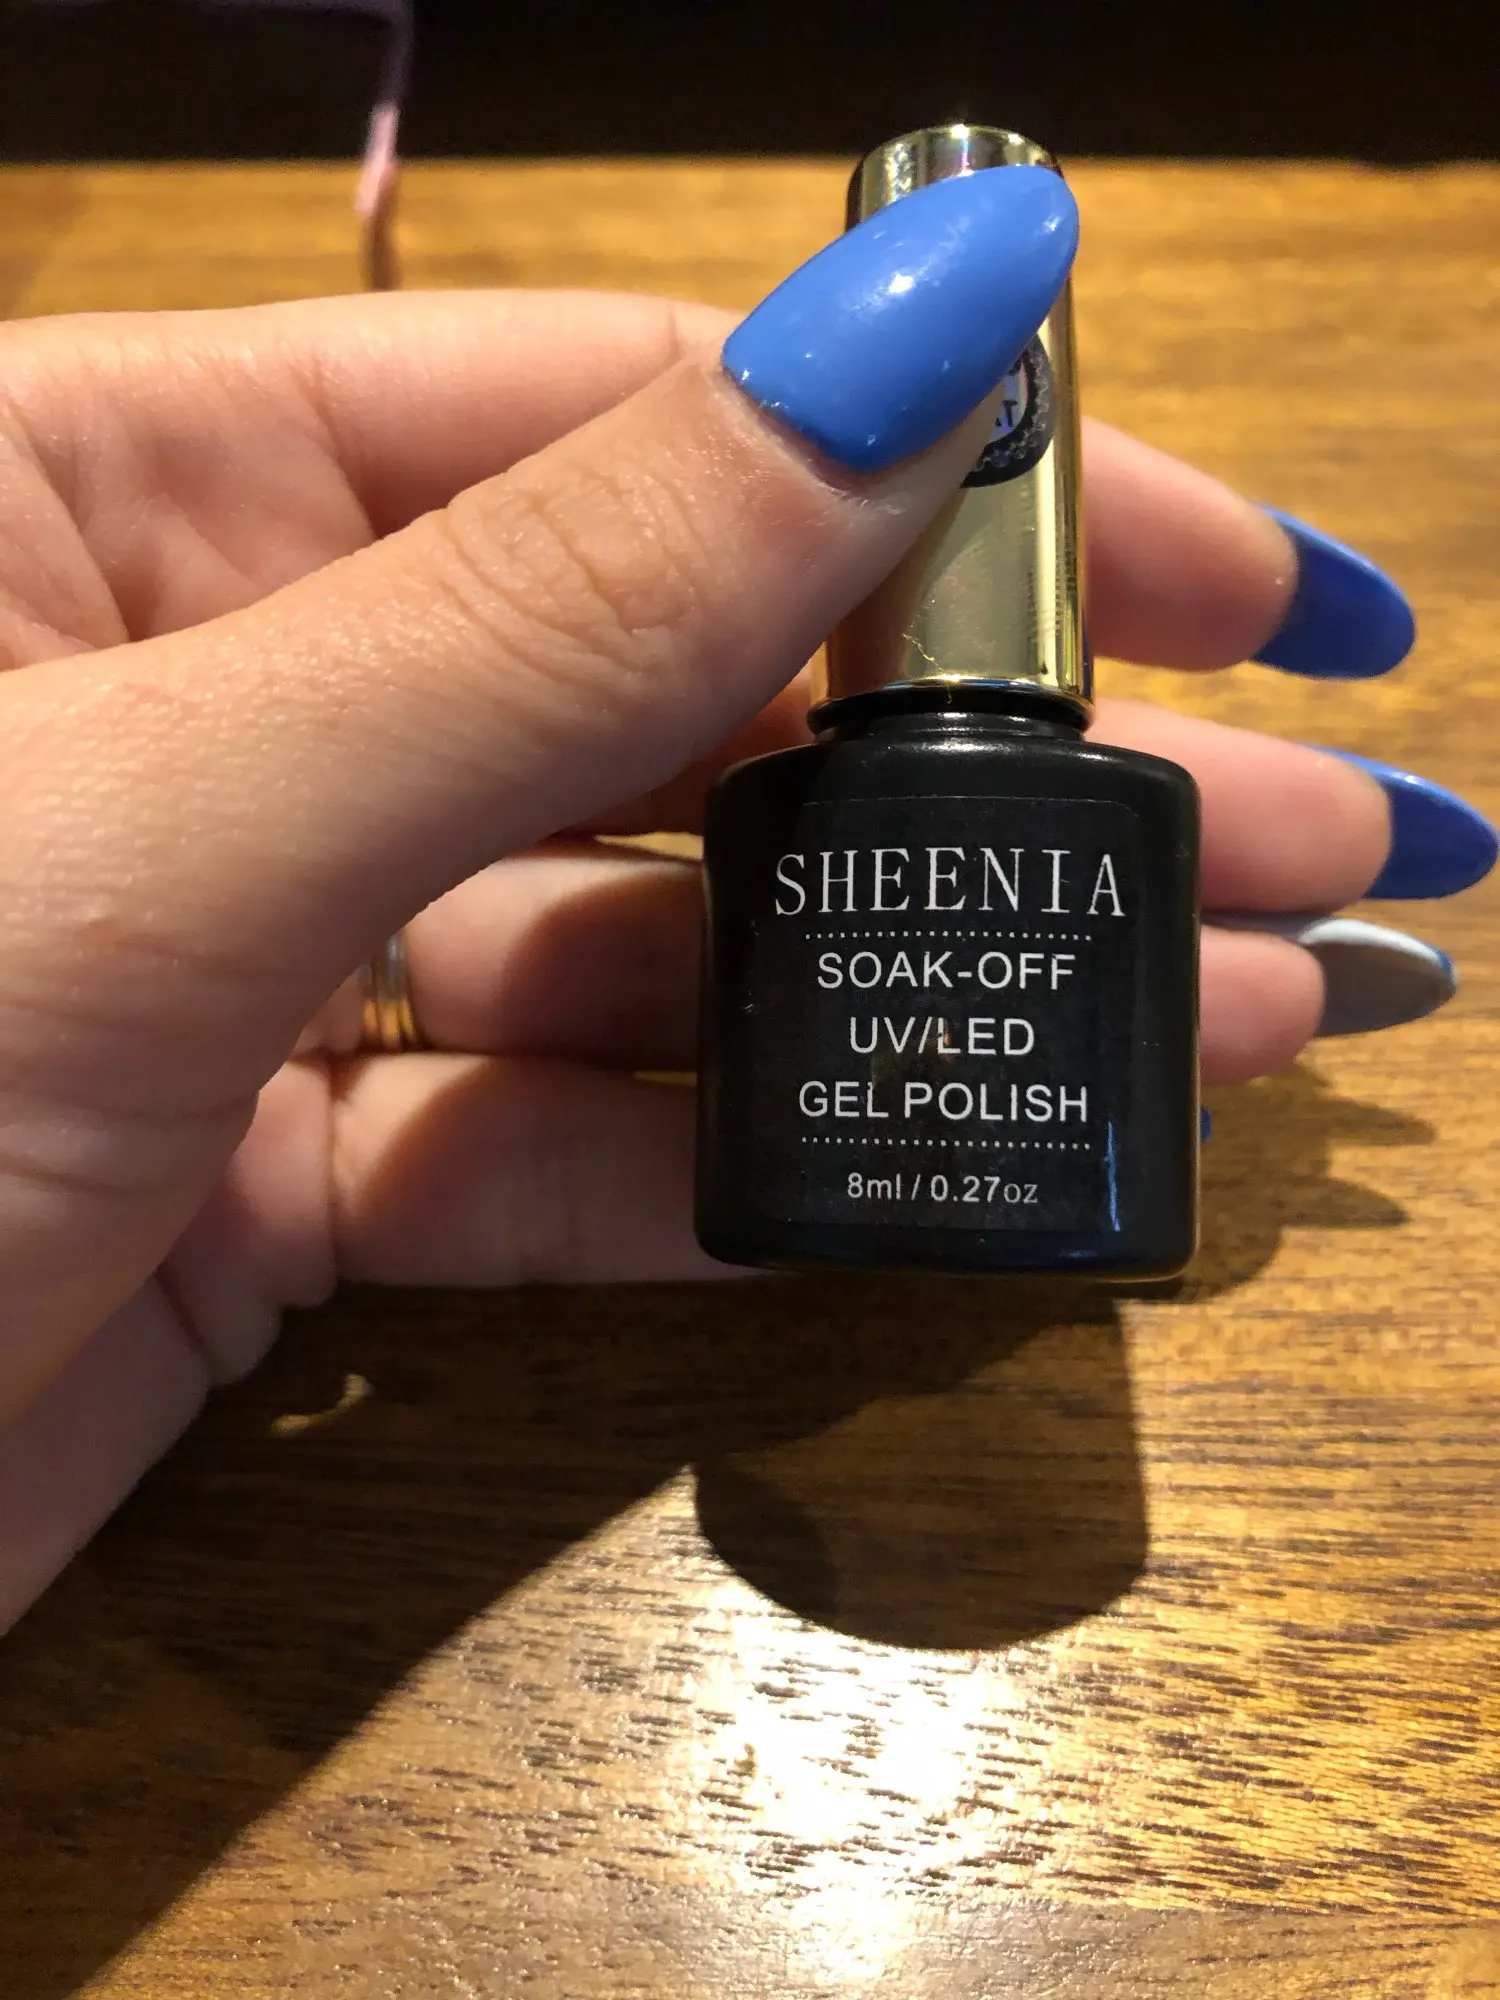 SHEENIA
SOAK-OFF
UV/LED
GEL POLISH
8ml / 0.27oz